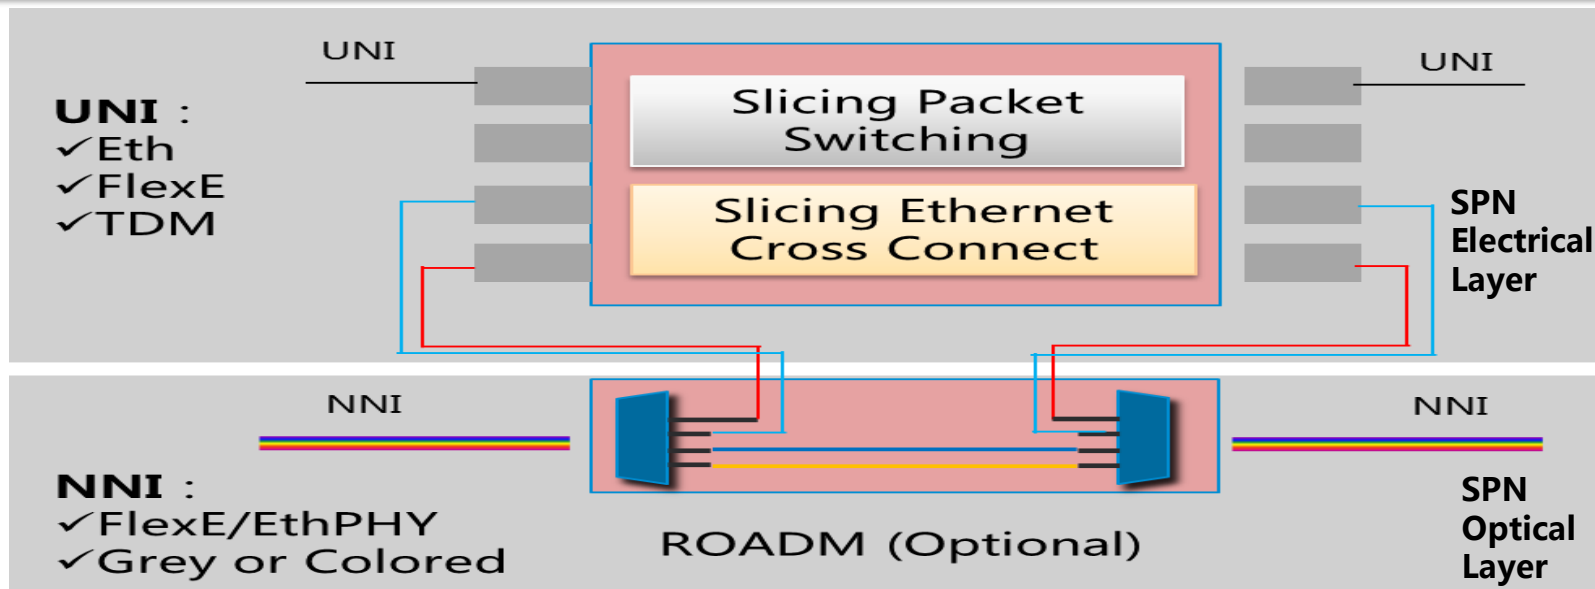 UNI
UNI
UNI :
✓Eth
✓FlexE
✓TDM
Slicing Packet
Switching
Slicing Ethernet
Cross Connect
SPN
Electrical
Layer
NNI
NNI
NNI :
✓FlexE/EthPHY
✓Grey or Colored
ROADM (Optional)
SPN
Optical
Layer